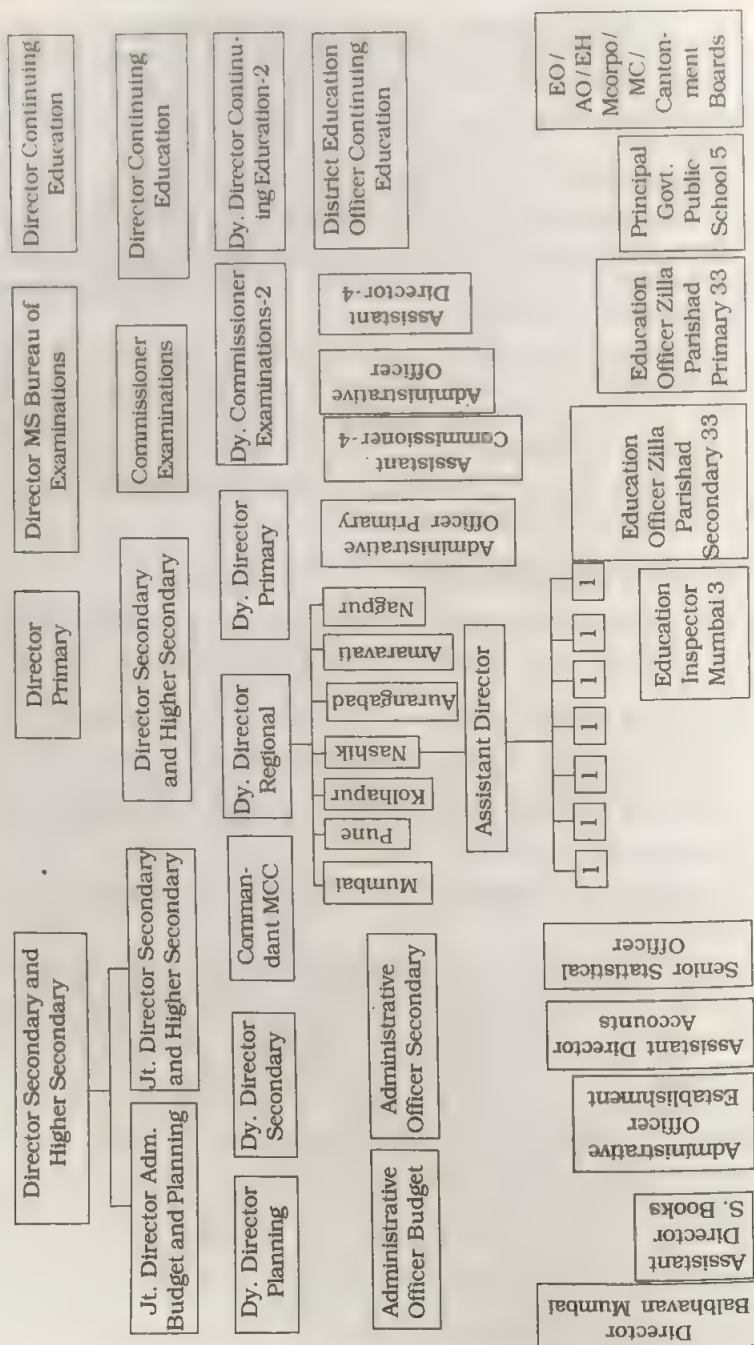 Director Secondary and
Higher Secondary
Director
Primary
Director MS Bureau of
Examinations
Director Continuing
Education
Jt. Director Adm.
Budget and Planning
Jt. Director Secondary
and Higher Secondary
Director Secondary
and Higher Secondary
Commissioner
Examinations
Director Continuing
Education
Dy. Director
Planning
Dy. Director
Secondary
Comman-
dant MCC
Dy. Director
Regional
Dy. Director
Primary
Dy. Commissioner
Examinations-2
Dy. Director Continu-
ing Education-2
Administrative
Officer Budget
Administrative
Officer Secondary
Mumbai
Pune
Kolhapur
Nashik
Aurangabad
Amaravati
Nagpur
Administrative
Officer Primary
Assistant
Commissioner-4
Administrative
Officer
Assistant
Director-4
District Education
Officer Continuing
Education
Assistant Director
Director
Balbhavan Mumbai
Assistant
Director
S. Books
Administrative
Officer
Establishment
Assistant Director
Accounts
Senior Statistical
Officer
1
1
1
1
1
1
1
Education
Inspector
Mumbai 3
Education
Officer Zilla
Parishad
Secondary 33
Education
Officer Zilla
Parishad
Primary 33
Principal
Govt.
Public
School 5
EO/
AO/EH
Mcorpo/
MC/
Canton-
ment
Boards